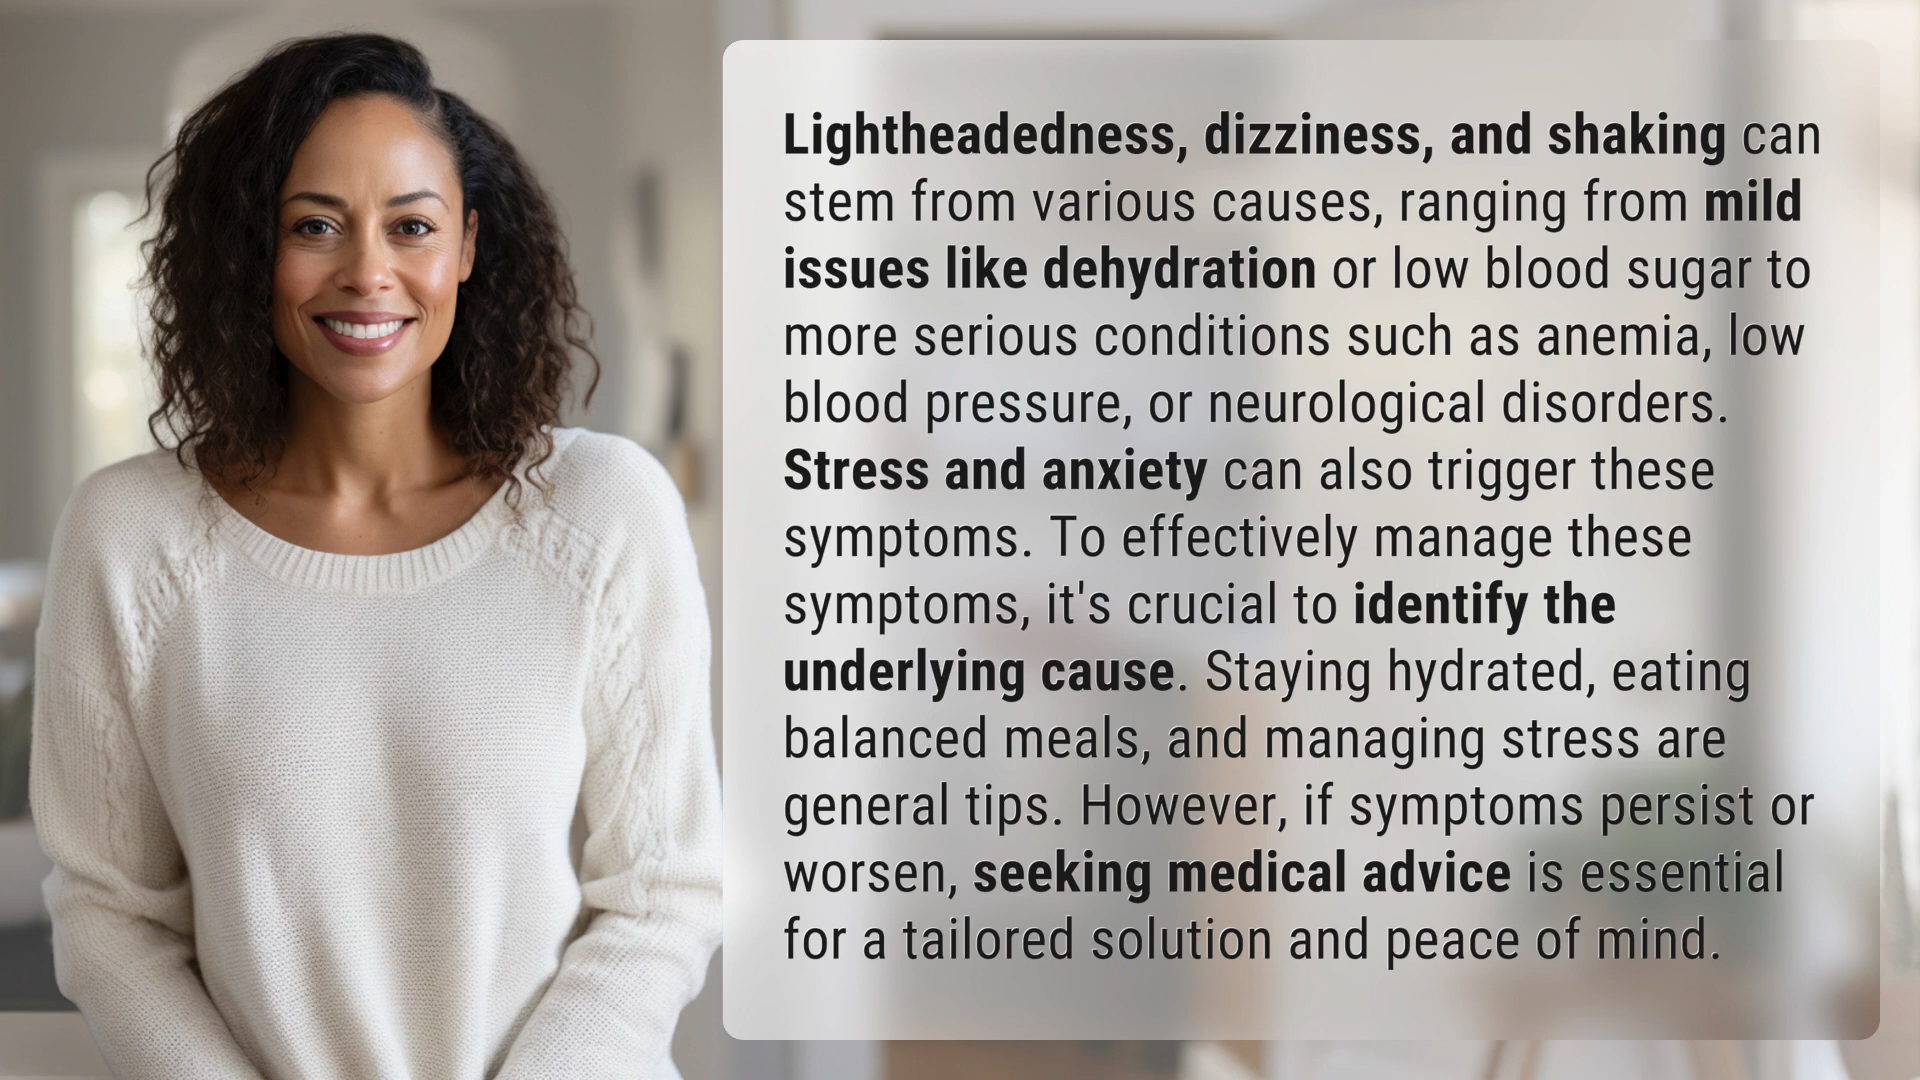 Lightheadedness, dizziness, and shaking can
stem from various causes, ranging from mild
issues like dehydration or low blood sugar to
more serious conditions such as anemia, low
blood pressure, or neurological disorders.
Stress and anxiety can also trigger these
symptoms. To effectively manage these
symptoms, it's crucial to identify the
underlying cause. Staying hydrated, eating
balanced meals, and managing stress are
general tips. However, if symptoms persist or
worsen, seeking medical advice is essential
for a tailored solution and peace of mind.